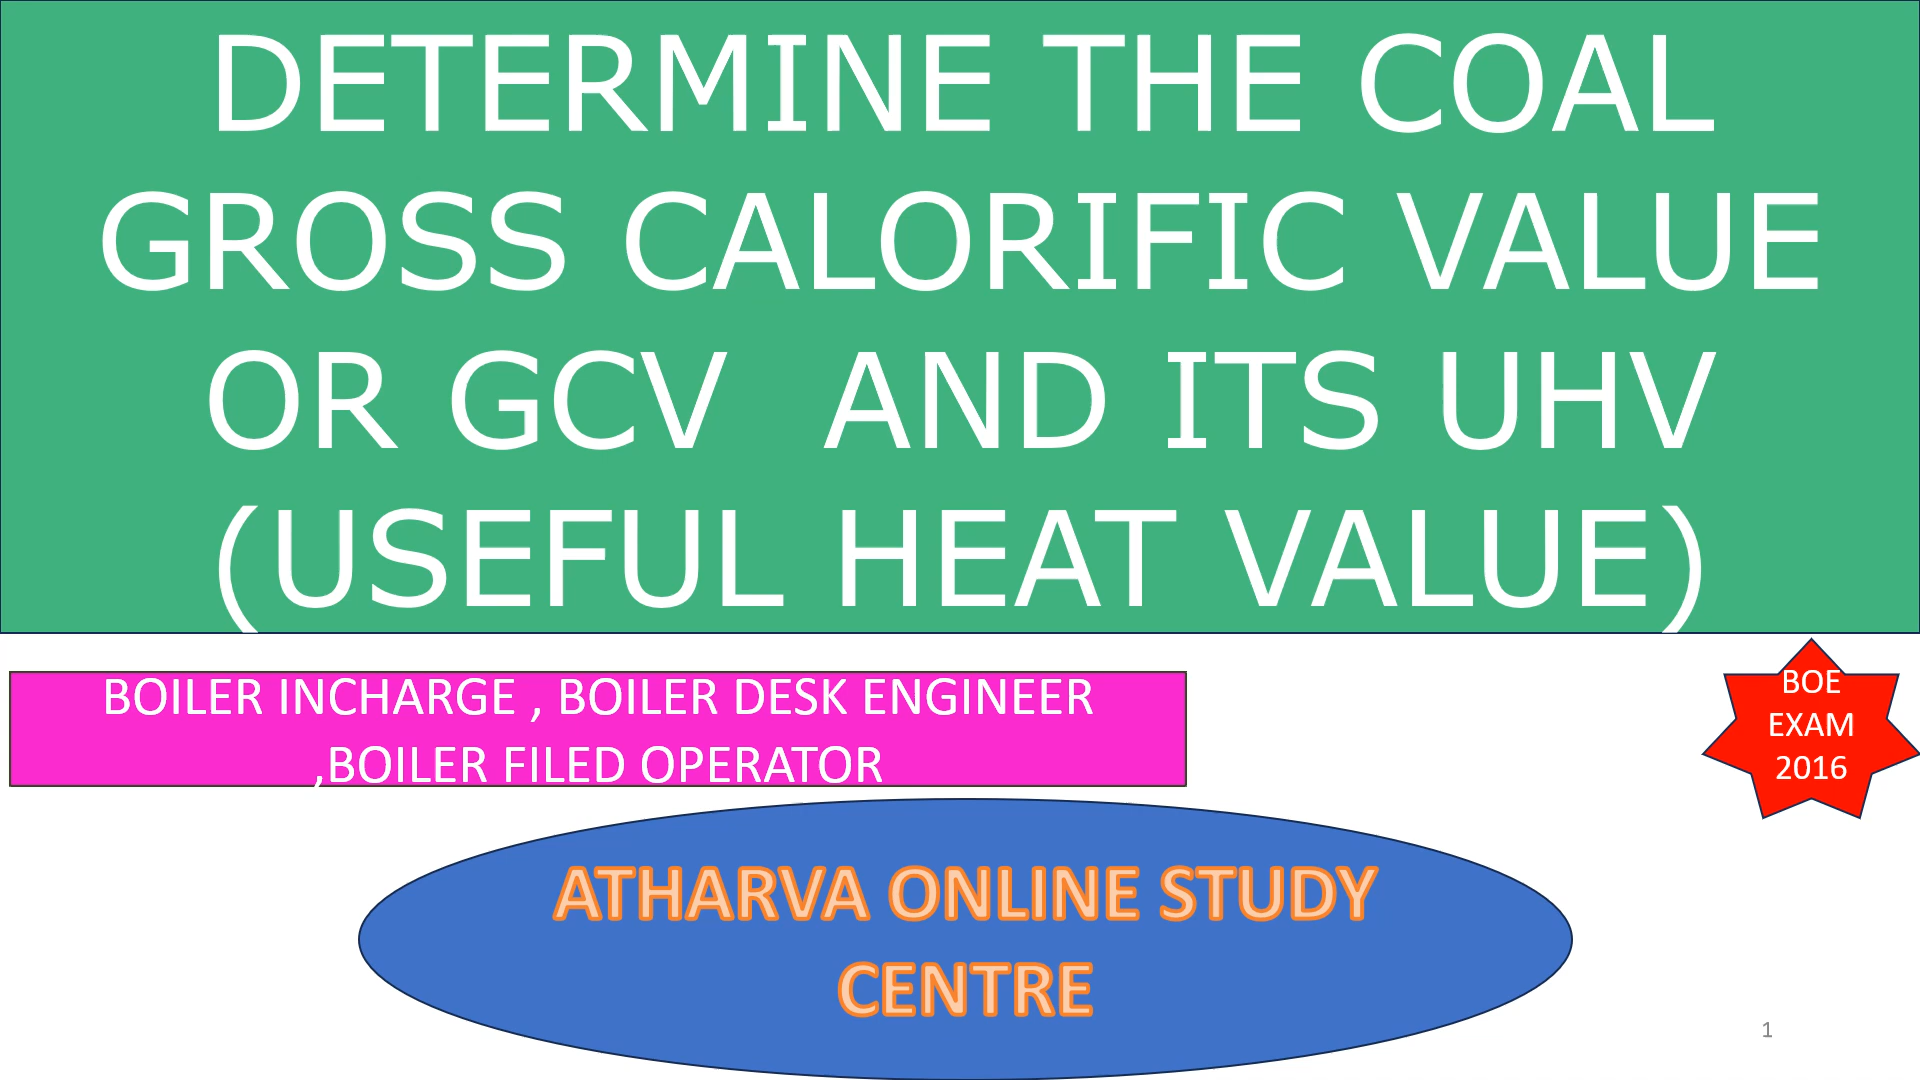 DETERMINE THE COAL
GROSS CALORIFIC VALUE
OR GCV  AND ITS UHV
(USEFUL HEAT VALUE)
BOILER INCHARGE , BOILER DESK ENGINEER
,BOILER FILED OPERATOR
BOE
EXAM
2016
ATHARVA ONLINE STUDY
CENTRE
1